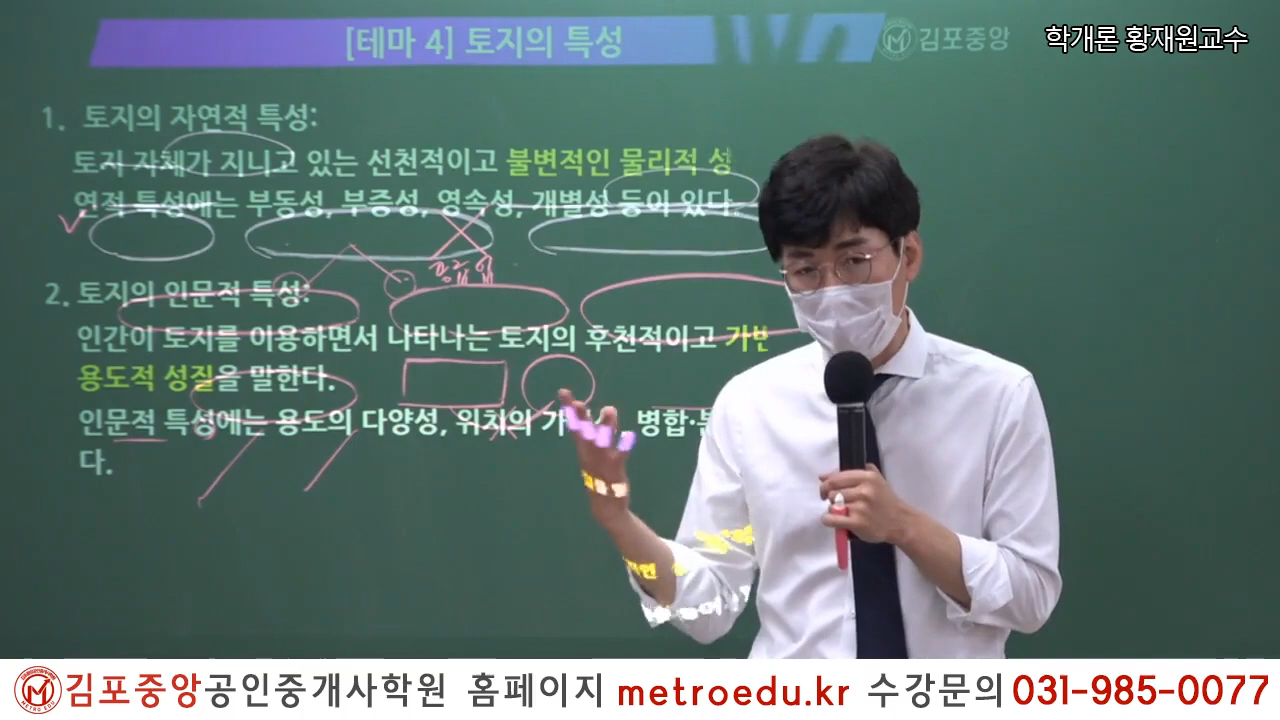 [테마 4] 토지의 특성
김포중앙
학개론 황재원교수
1. 토지의 자연적 특성:
토지 자체가 지니고 있는 선천적이고 불변적인 물리적 성
연적 특성에는 부동성, 부증성, 영속성, 개별성 등이 있다.
공급
2. 토지의 인문적 특성:
인간이 토지를 이용하면서 나타나는 토지의 후천적이고
용도적 성질을 말한다.
인문적 특성에는 용도의 다양성, 위치의 병합·분
다.
김포중앙공인중개사학원 홈페이지 metroedu.kr 수강문의 031-985-0077